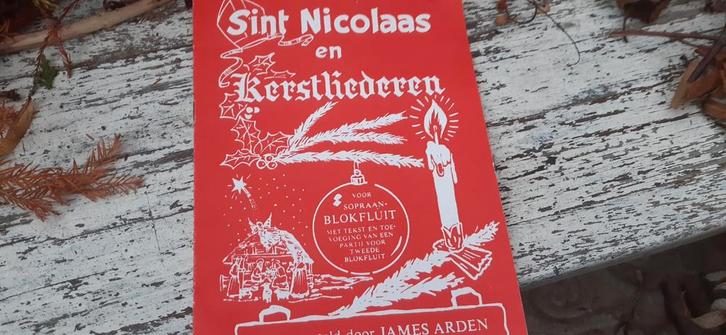 Sint Nicolaas
en
Kerstliederen
VOOR
SOPRAAN-
BLOKFLUIT
MET TEKST EN TOE-
VOEGING VAN EEN
PARTIJ VOOR
TWEEDE
BLOKFLUIT
door JAMES ARDEN